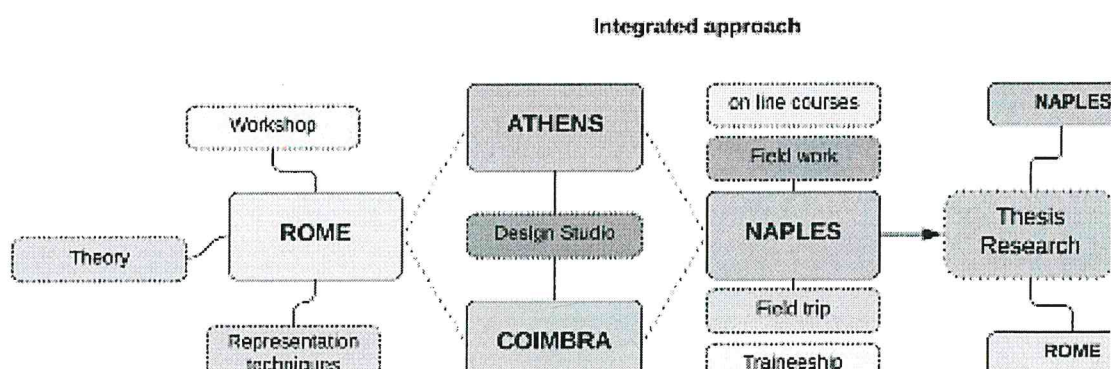 Integrated approach
Workshop
ROME
Theory
Representation
techniques
ATHENS
Design Studio
COIMBRA
on line courses
Field work
NAPLES
Field trip
Traineeship
NAPLES
Thesis
Research
ROME